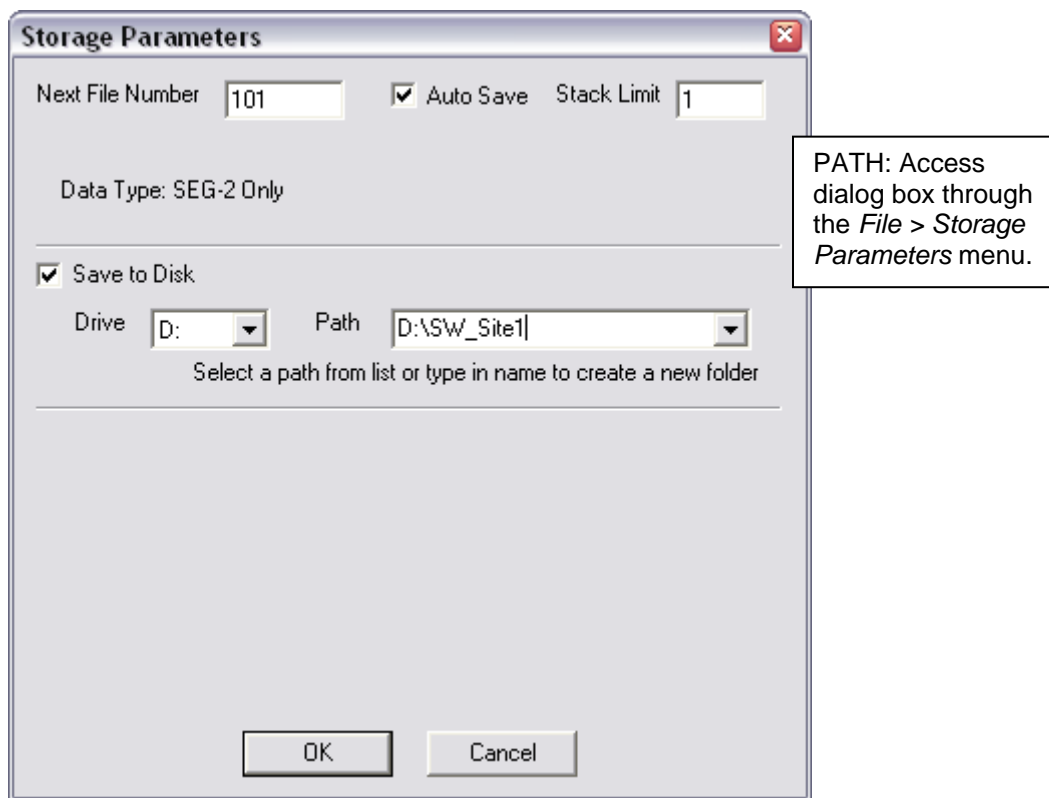 Storage Parameters
Next File Number 101 Auto Save Stack Limit 1
Data Type: SEG-2 Only
Save to Disk
Drive D: Path D:\SW_Site1
Select a path from list or type in name to create a new folder
OK Cancel
PATH: Access
dialog box through
the File > Storage
Parameters menu.